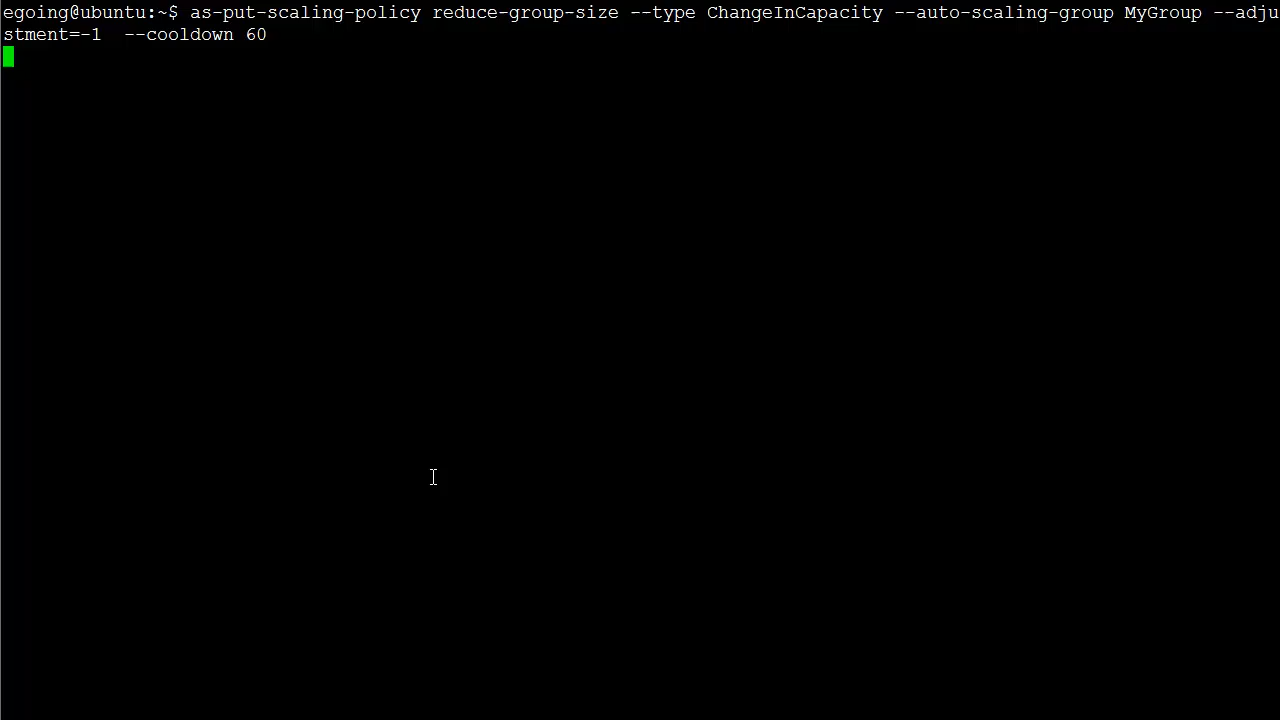 egoing@ubuntu:~$ as-put-scaling-policy reduce-group-size --type ChangeInCapacity --auto-scaling-group MyGroup --adju
stment=-1  --cooldown 60